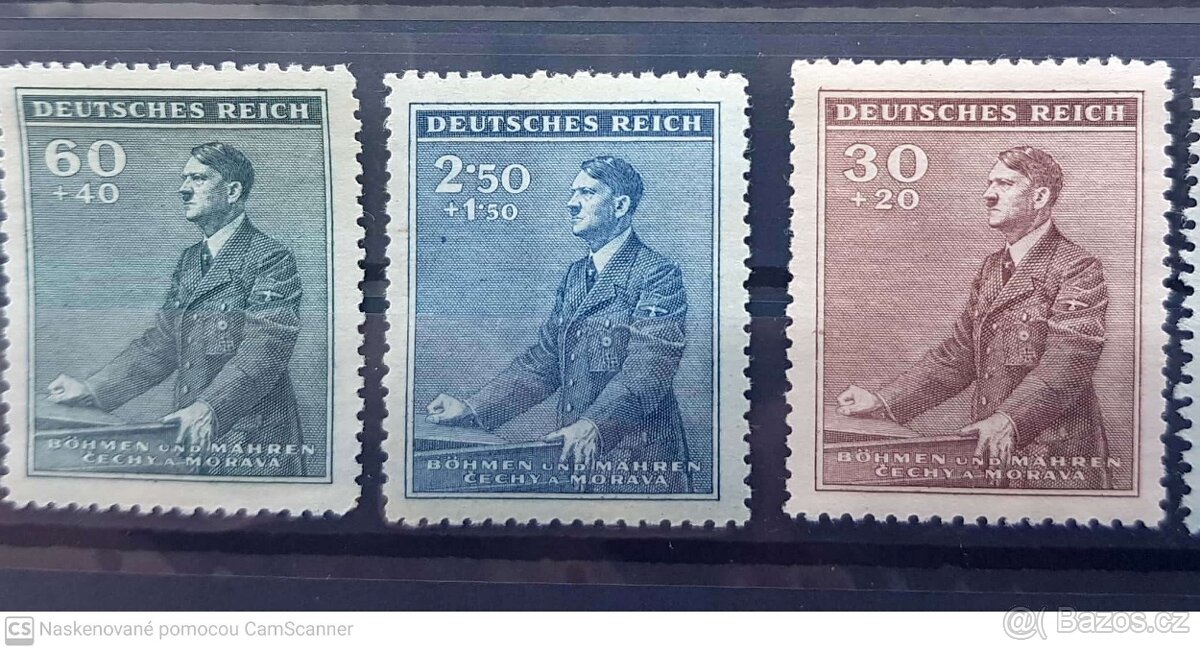 DEUTSCHES REICH
60
+40
BÖHMEN UND MÄHREN
ČECHY A MORAVA
DEUTSCHES REICH
2·50
+1·50
BÖHMEN UND MÄHREN
ČECHY A MORAVA
DEUTSCHES REICH
30
+20
BÖHMEN UND MÄHREN
ČECHY A MORAVA
CS Naskenované pomocou CamScanner
@( Bazos.cz